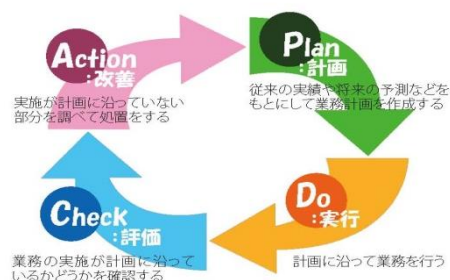 Plan
:計画
従来の実績や将来の予測などを
もとにして業務計画を作成する
Do
:実行
計画に沿って業務を行う
Check
:評価
業務の実施が計画に沿って
いるかどうかを確認する
Action
:改善
実施が計画に沿っていない
部分を調べて処置をする